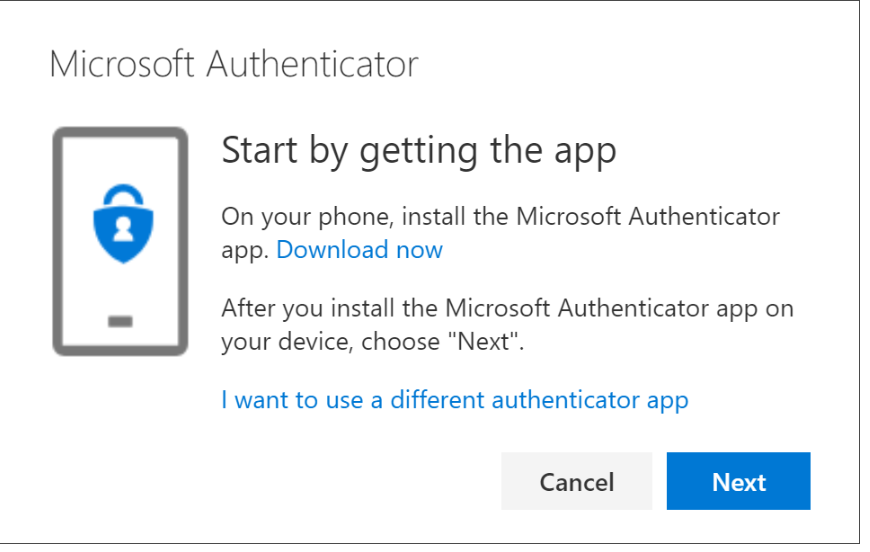 Microsoft Authenticator
Start by getting the app
On your phone, install the Microsoft Authenticator
app. Download now
After you install the Microsoft Authenticator app on
your device, choose "Next".
I want to use a different authenticator app
Cancel
Next